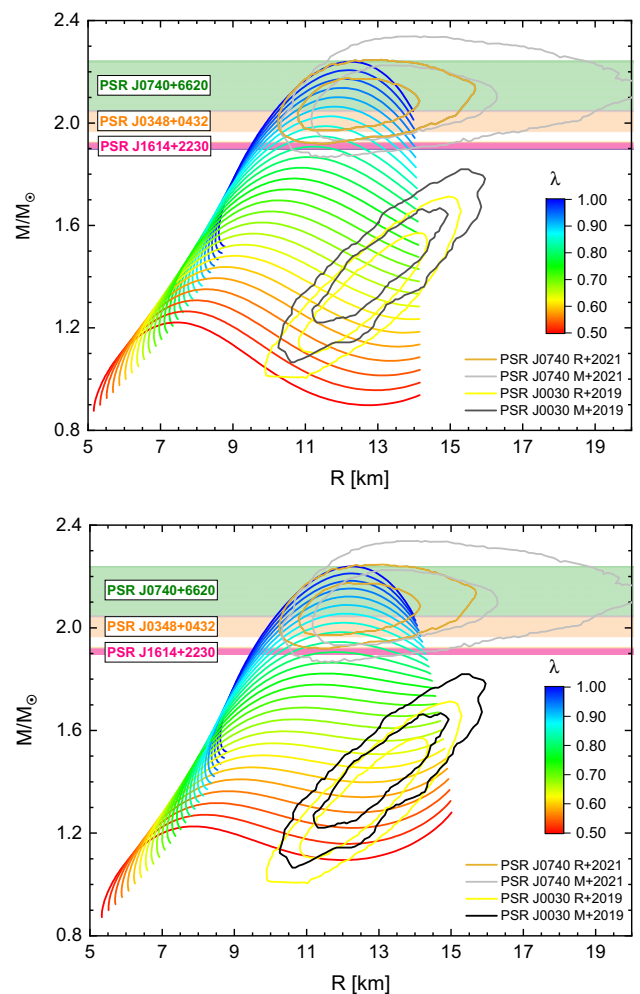 2.4
PSR J0740+6620
2.0
PSR J0348+0432
PSR J1614+2230
M/M☉
λ
1.6
1.00
0.90
0.80
0.70
1.2
0.60
0.50
PSR J0740 R+2021
PSR J0740 M+2021
PSR J0030 R+2019
PSR J0030 M+2019
0.8
5 7 9 11 13 15 17 19
R [km]
2.4
PSR J0740+6620
2.0
PSR J0348+0432
PSR J1614+2230
M/M☉
λ
1.6
1.00
0.90
0.80
0.70
1.2
0.60
0.50
PSR J0740 R+2021
PSR J0740 M+2021
PSR J0030 R+2019
PSR J0030 M+2019
0.8
5 7 9 11 13 15 17 19
R [km]